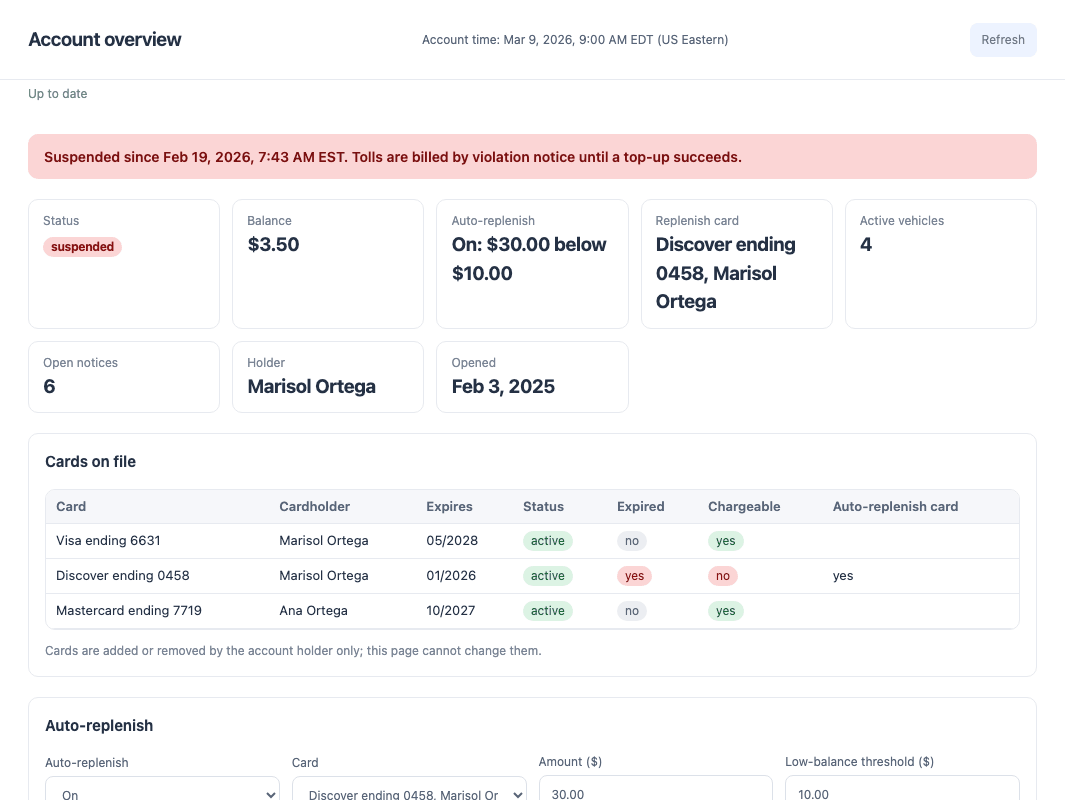 Account overview
Account time: Mar 9, 2026, 9:00 AM EDT (US Eastern)
Refresh
Up to date
Suspended since Feb 19, 2026, 7:43 AM EST. Tolls are billed by violation notice until a top-up succeeds.
Status
suspended
Balance
$3.50
Auto-replenish
On: $30.00 below
$10.00
Replenish card
Discover ending
0458, Marisol
Ortega
Active vehicles
4
Open notices
6
Holder
Marisol Ortega
Opened
Feb 3, 2025
Cards on file
Card Cardholder Expires Status Expired Chargeable Auto-replenish card
Visa ending 6631 Marisol Ortega 05/2028 active no yes
Discover ending 0458 Marisol Ortega 01/2026 active yes no yes
Mastercard ending 7719 Ana Ortega 10/2027 active no yes
Cards are added or removed by the account holder only; this page cannot change them.
Auto-replenish
Auto-replenish Card Amount ($) Low-balance threshold ($)
On Discover ending 0458, Marisol Or 30.00 10.00